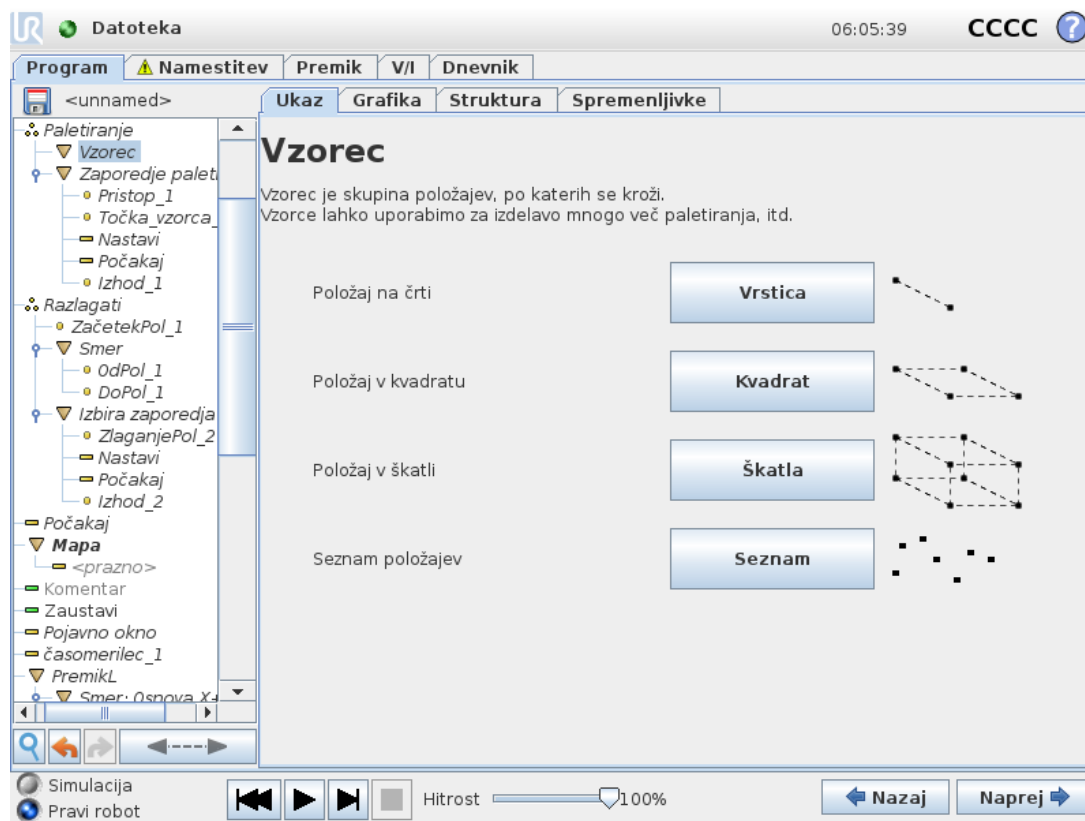 UR Datoteka 06:05:39 CCCC ?
Program Namestitev Premik V/I Dnevnik
<unnamed> Ukaz Grafika Struktura Spremenljivke
Paletiranje
Vzorec
Zaporedje paleti
Pristop_1
Točka_vzorca_
Nastavi
Počakaj
Izhod_1
Razlagati
ZačetekPol_1
Smer
OdPol_1
DoPol_1
Izbira zaporedja
ZlaganjePol_2
Nastavi
Počakaj
Izhod_2
Počakaj
Mapa
<prazno>
Komentar
Zaustavi
Pojavno okno
časomerilec_1
PremikL
Smer: Osnova X+
Vzorec
Vzorec je skupina položajev, po katerih se kroži.
Vzorce lahko uporabimo za izdelavo mnogo več paletiranja, itd.
Položaj na črti Vrstica
Položaj v kvadratu Kvadrat
Položaj v škatli Škatla
Seznam položajev Seznam
Simulacija
Pravi robot
Hitrost 100%
Nazaj Naprej